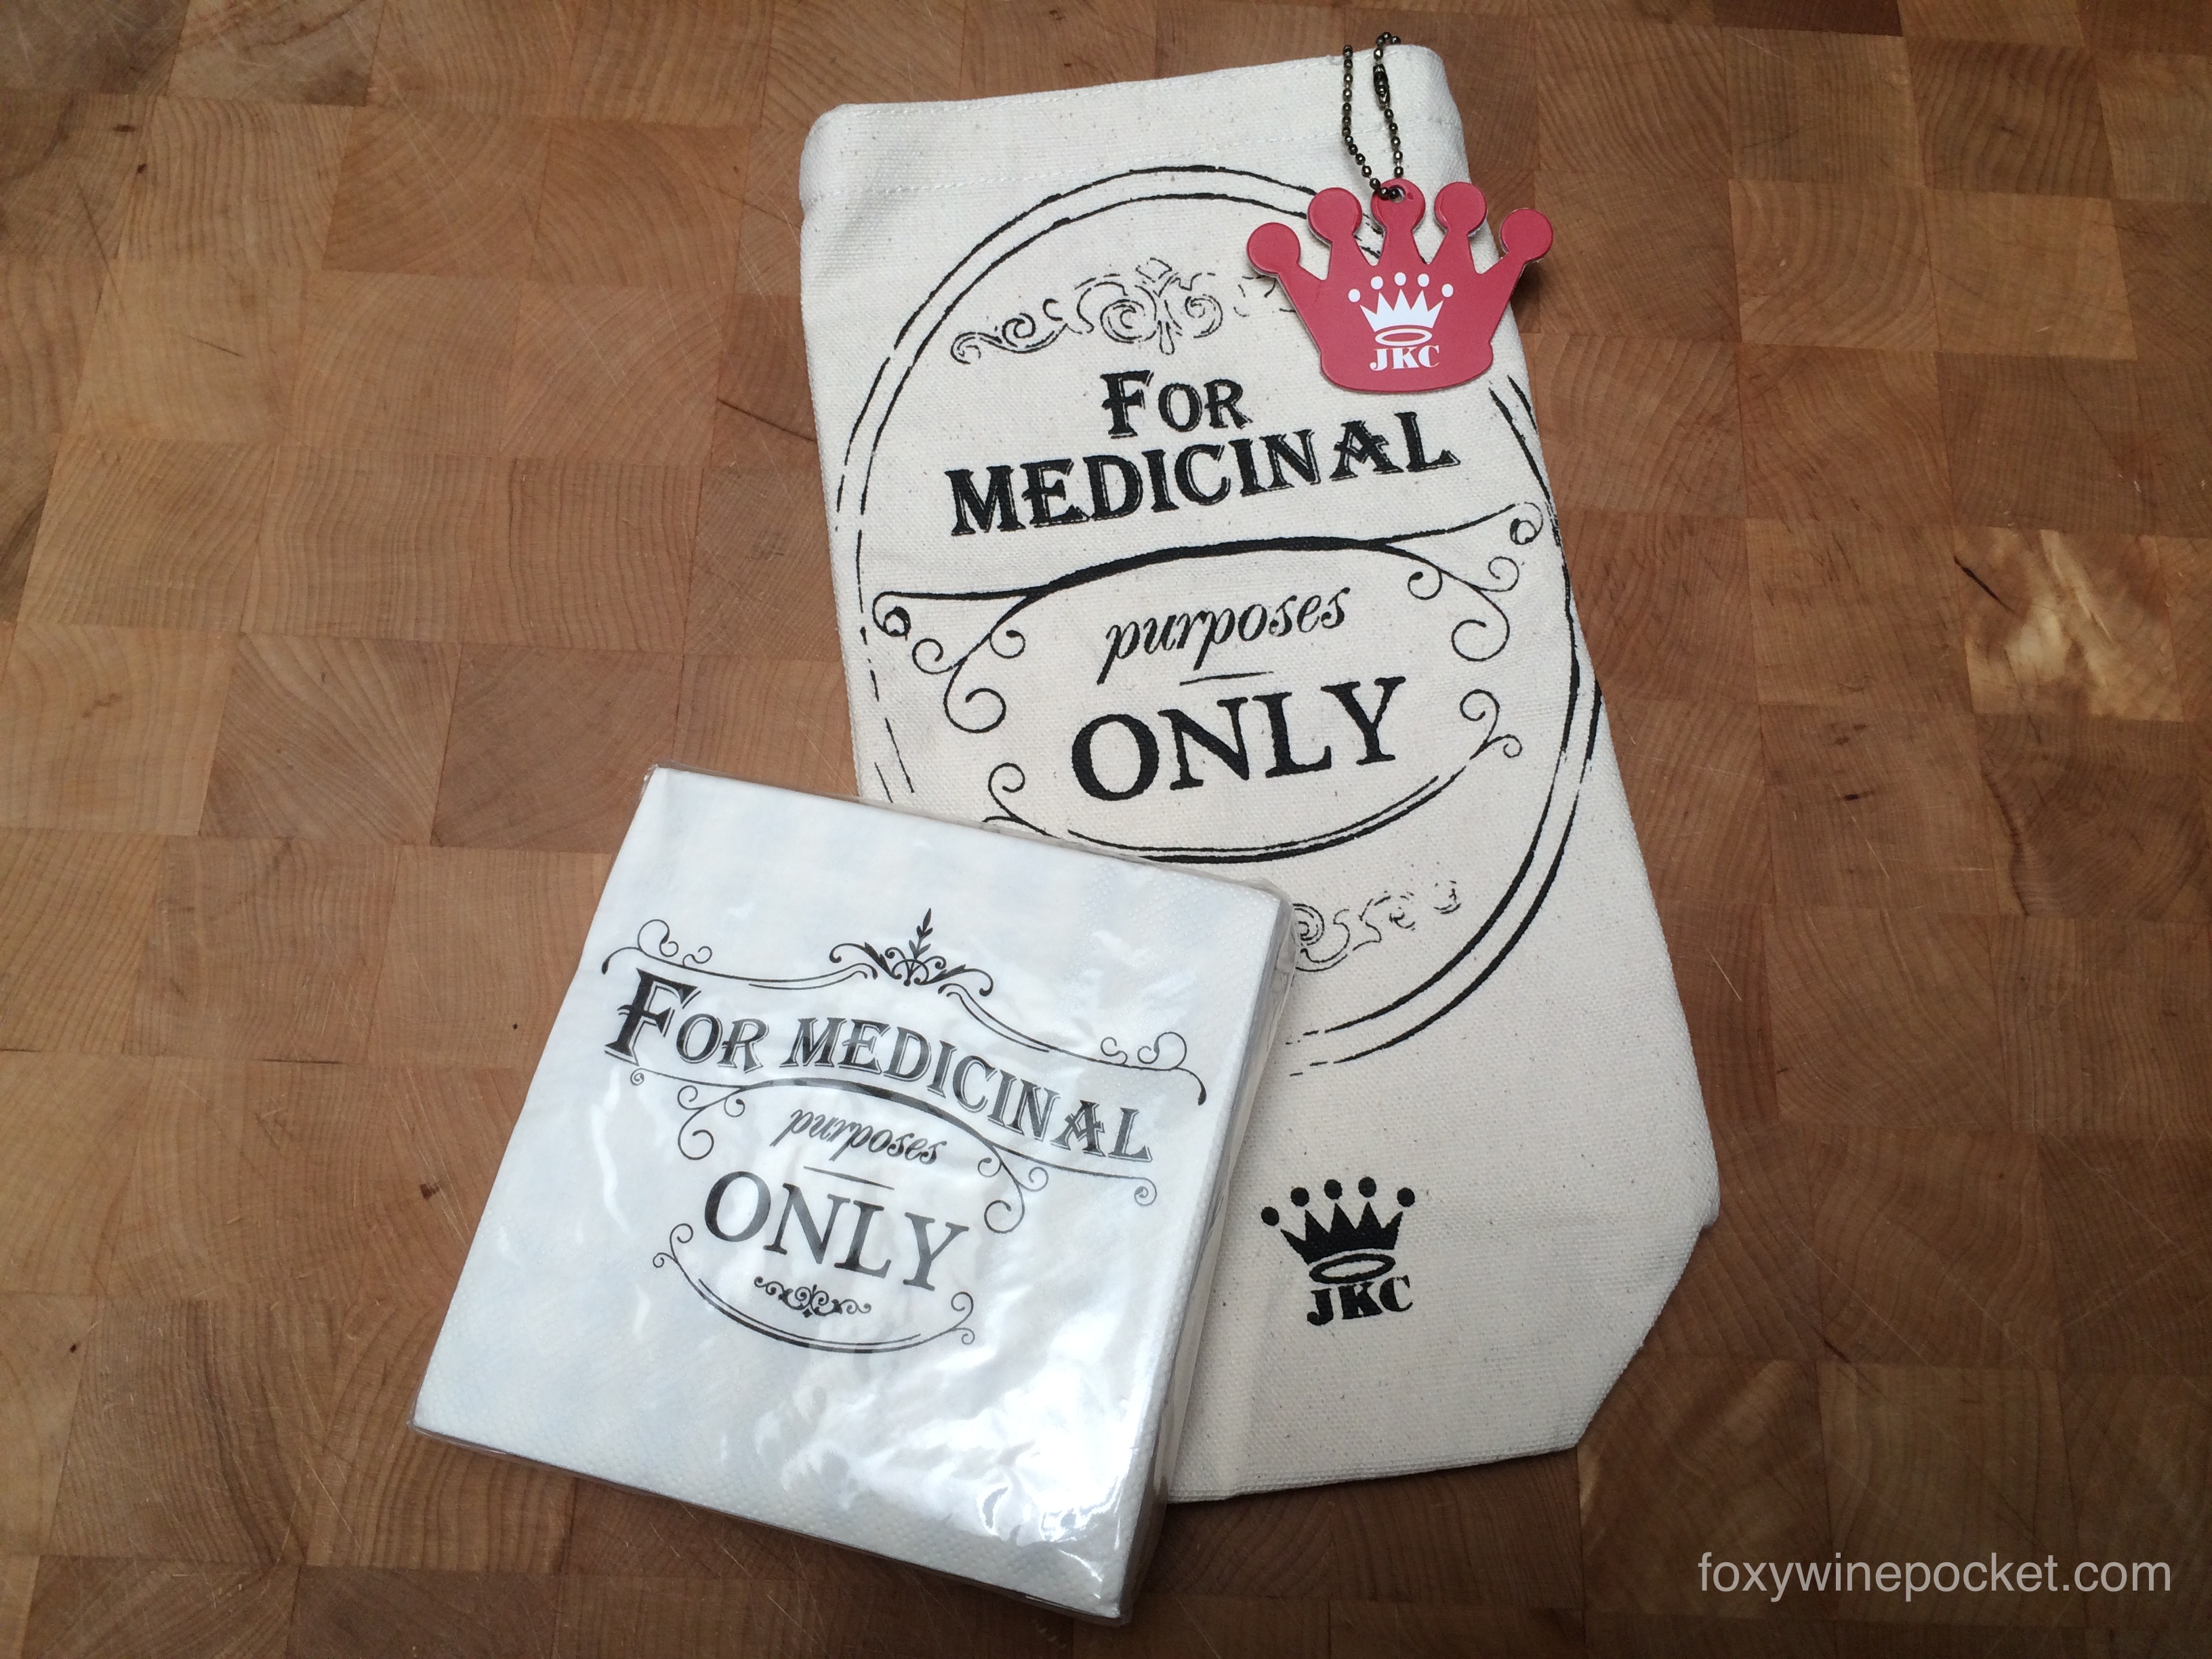 JKC
FOR
MEDICINAL
purposes
ONLY
JKC
FOR MEDICINAL
purposes
ONLY
foxywinepocket.com